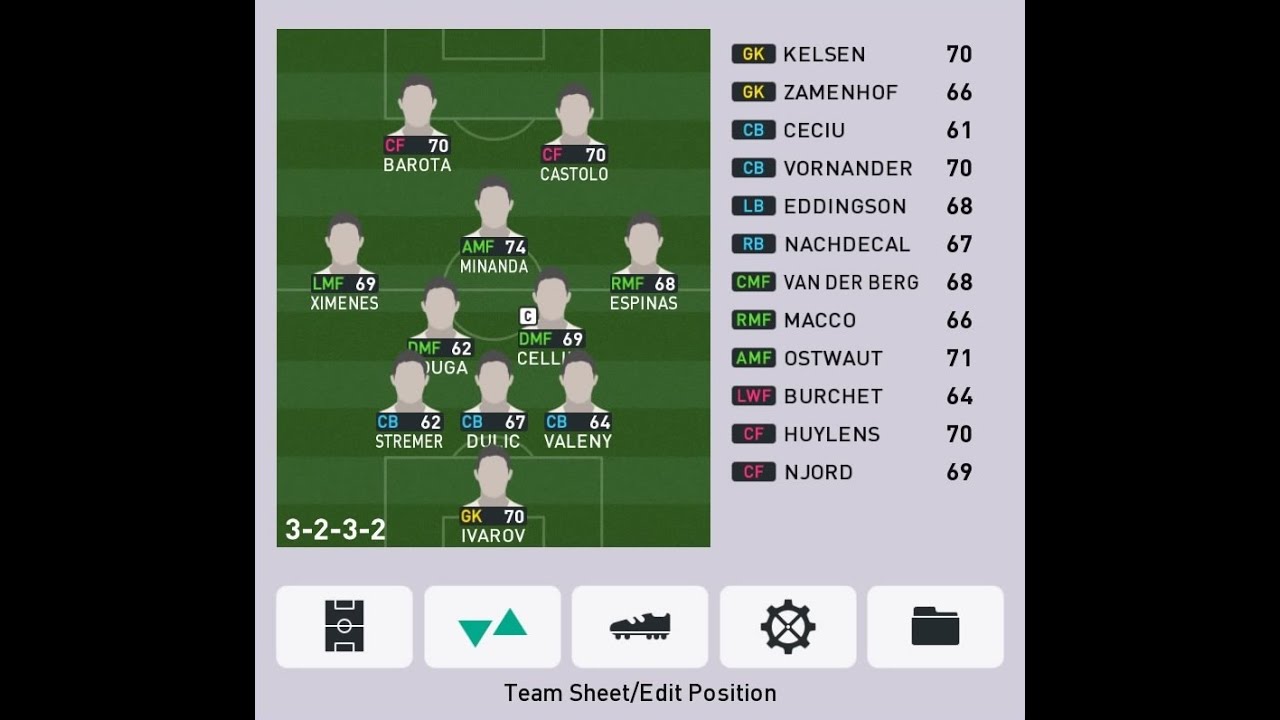 CF 70
BAROTA
CF 70
CASTOLO
AMF 74
MINANDA
LMF 69
XIMENES
RMF 68
ESPINAS
C
DMF 69
DMF 62
CB 62
STREMER
CB 67
DULIC
CB 64
VALENY
GK 70
IVAROV
3-2-3-2
GK KELSEN 70
GK ZAMENHOF 66
CB CECIU 61
CB VORNANDER 70
LB EDDINGSON 68
RB NACHDECAL 67
CMF VAN DER BERG 68
RMF MACCO 66
AMF OSTWAUT 71
LWF BURCHET 64
CF HUYLENS 70
CF NJORD 69
Team Sheet/Edit Position